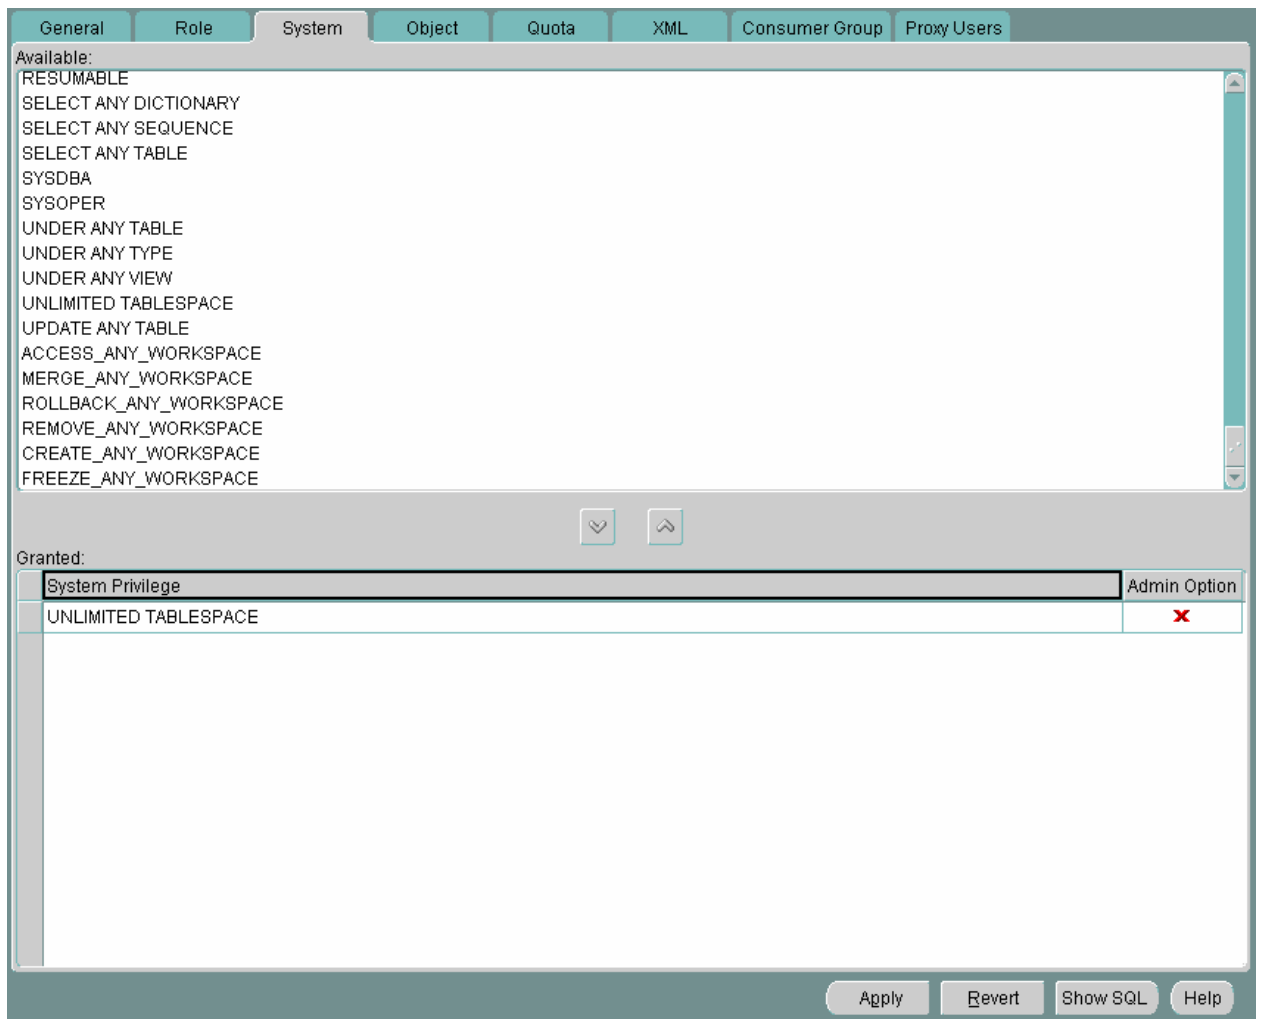 General Role System Object Quota XML Consumer Group Proxy Users
Available:
RESUMABLE
SELECT ANY DICTIONARY
SELECT ANY SEQUENCE
SELECT ANY TABLE
SYSDBA
SYSOPER
UNDER ANY TABLE
UNDER ANY TYPE
UNDER ANY VIEW
UNLIMITED TABLESPACE
UPDATE ANY TABLE
ACCESS_ANY_WORKSPACE
MERGE_ANY_WORKSPACE
ROLLBACK_ANY_WORKSPACE
REMOVE_ANY_WORKSPACE
CREATE_ANY_WORKSPACE
FREEZE_ANY_WORKSPACE
Granted:
System Privilege Admin Option
UNLIMITED TABLESPACE
Apply Revert Show SQL Help